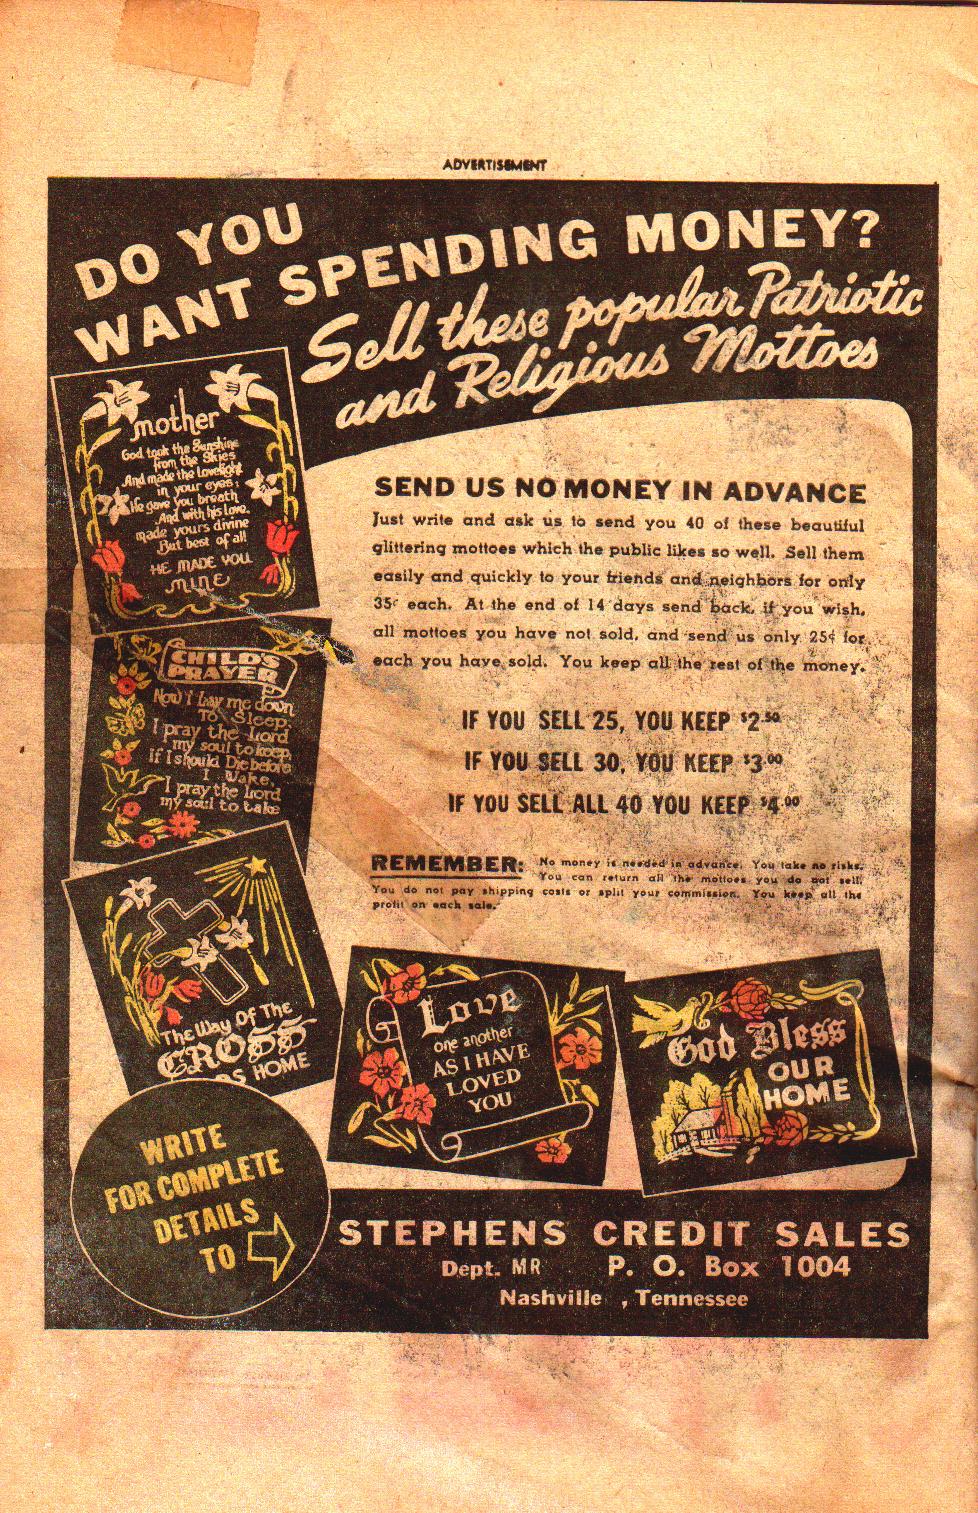 ADVERTISEMENT
DO YOU
WANT SPENDING MONEY?
Sell these popular Patriotic
and Religious Mottoes
mother
God took the Sunshine
from the Skies
And made the Lovelight
in your eyes;
He gave you breath
And with his love,
made yours divine
But best of all
HE MADE YOU
MINE
CHILD'S
PRAYER
Now I Lay me down
To Sleep,
I pray the Lord
my soul to keep,
If I should Die before
I Wake
I pray the Lord
my soul to take
The Way Of The
CROSS
DS HOME
SEND US NO MONEY IN ADVANCE
Just write and ask us to send you 40 of these beautiful
glittering mottoes which the public likes so well. Sell them
easily and quickly to your friends and neighbors for only
35¢ each. At the end of 14 days send back, if you wish,
all mottoes you have not sold, and send us only 25¢ for
each you have sold. You keep all the rest of the money.
IF YOU SELL 25, YOU KEEP $2.50
IF YOU SELL 30, YOU KEEP $3.00
IF YOU SELL ALL 40 YOU KEEP $4.00
REMEMBER: No money is needed in advance. You take no risks.
You can return all the mottoes you do not sell.
You do not pay shipping costs or split your commission. You keep all the
profit on each sale.
Love
one another
AS I HAVE
LOVED
YOU
God Bless
OUR
HOME
WRITE
FOR COMPLETE
DETAILS
TO
STEPHENS CREDIT SALES
Dept. MR P. O. Box 1004
Nashville , Tennessee